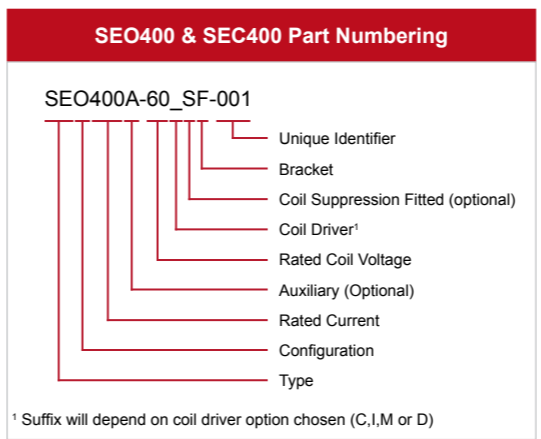 SEO400 & SEC400 Part Numbering
SEO400A-60_SF-001
Unique Identifier
Bracket
Coil Suppression Fitted (optional)
Coil Driver¹
Rated Coil Voltage
Auxiliary (Optional)
Rated Current
Configuration
Type
¹ Suffix will depend on coil driver option chosen (C,I,M or D)